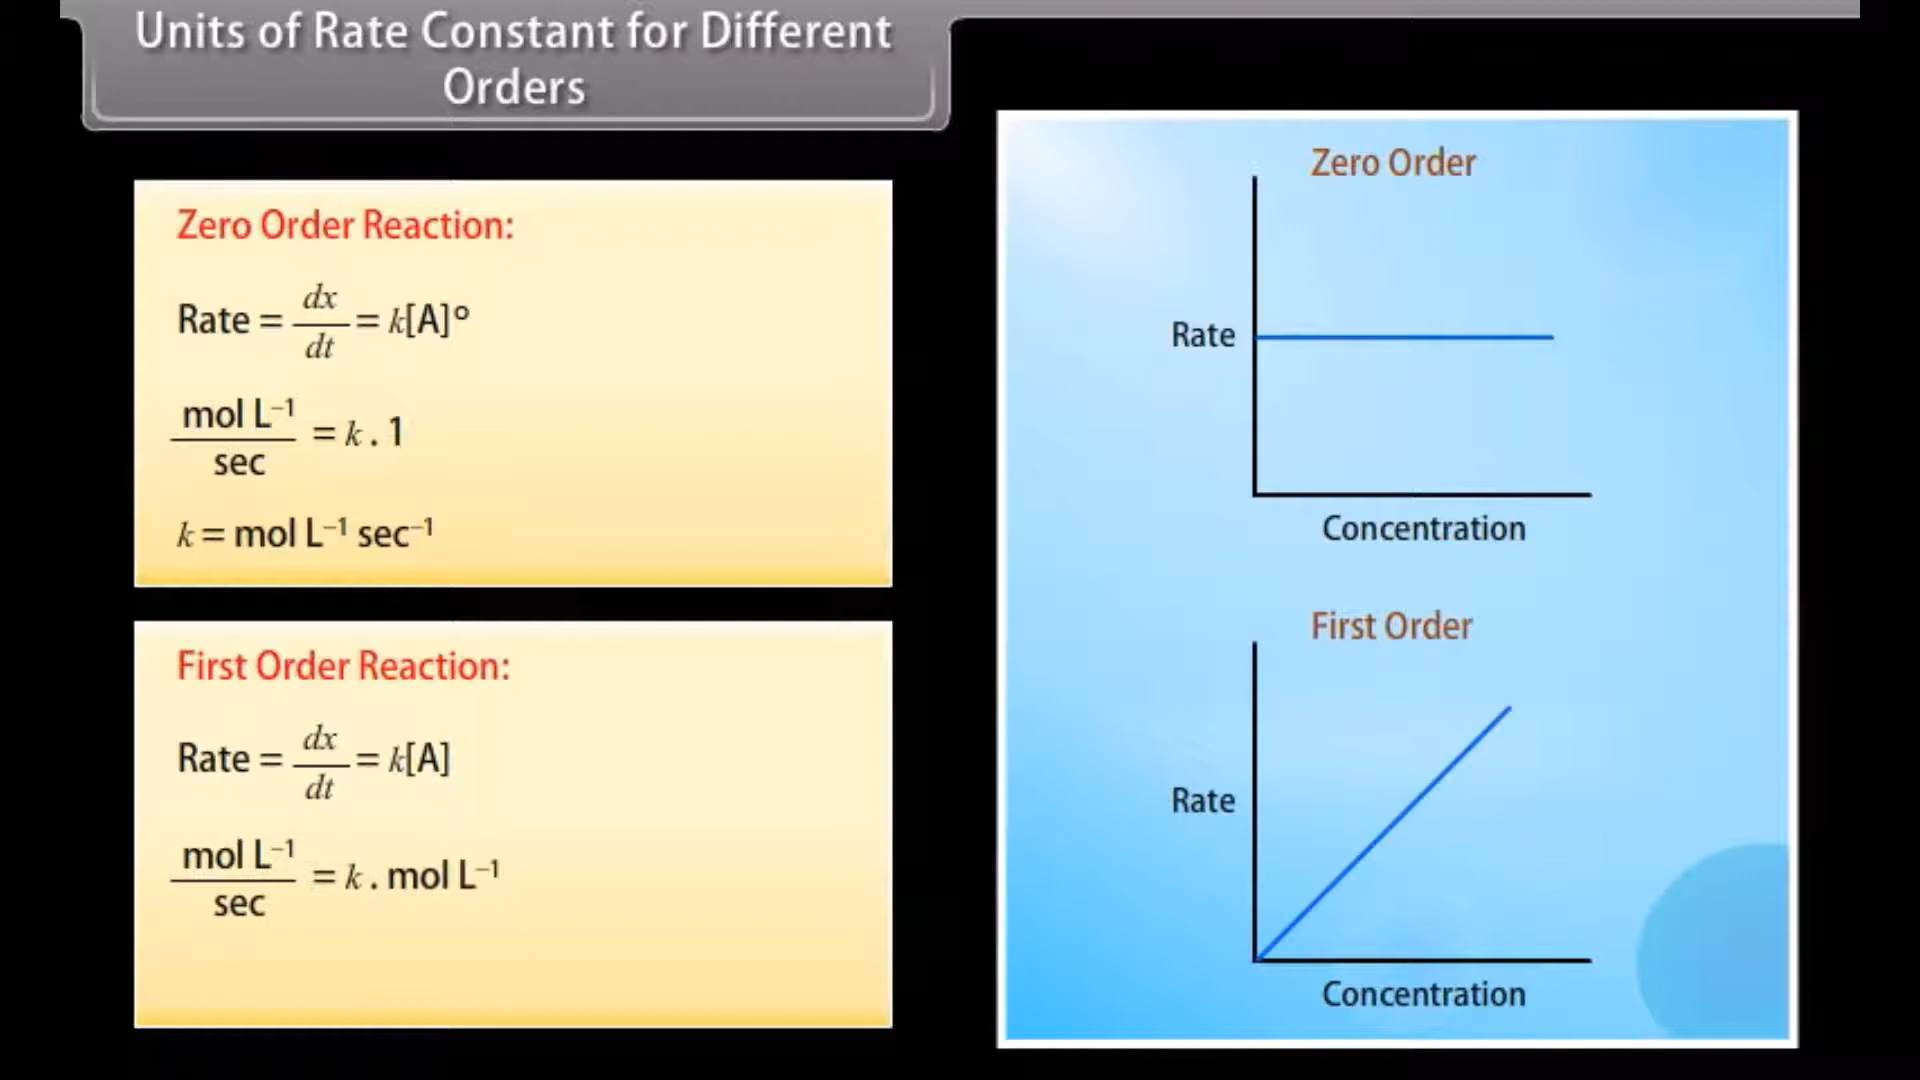 Units of Rate Constant for Different
Orders
Zero Order Reaction:
Rate = dx/dt = k[A]°
mol L⁻¹/sec = k . 1
k = mol L⁻¹ sec⁻¹
First Order Reaction:
Rate = dx/dt = k[A]
mol L⁻¹/sec = k . mol L⁻¹
Zero Order
Rate
Concentration
First Order
Rate
Concentration